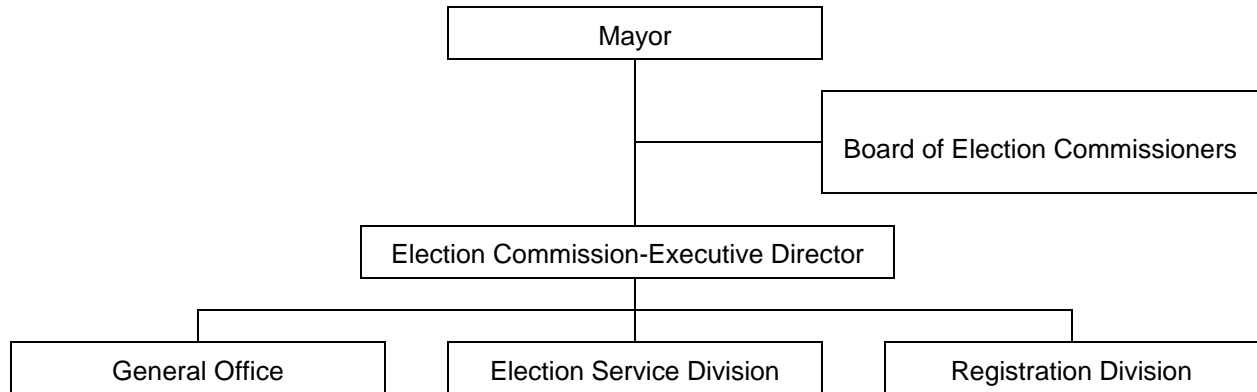 Mayor
Board of Election Commissioners
Election Commission-Executive Director
General Office
Election Service Division
Registration Division